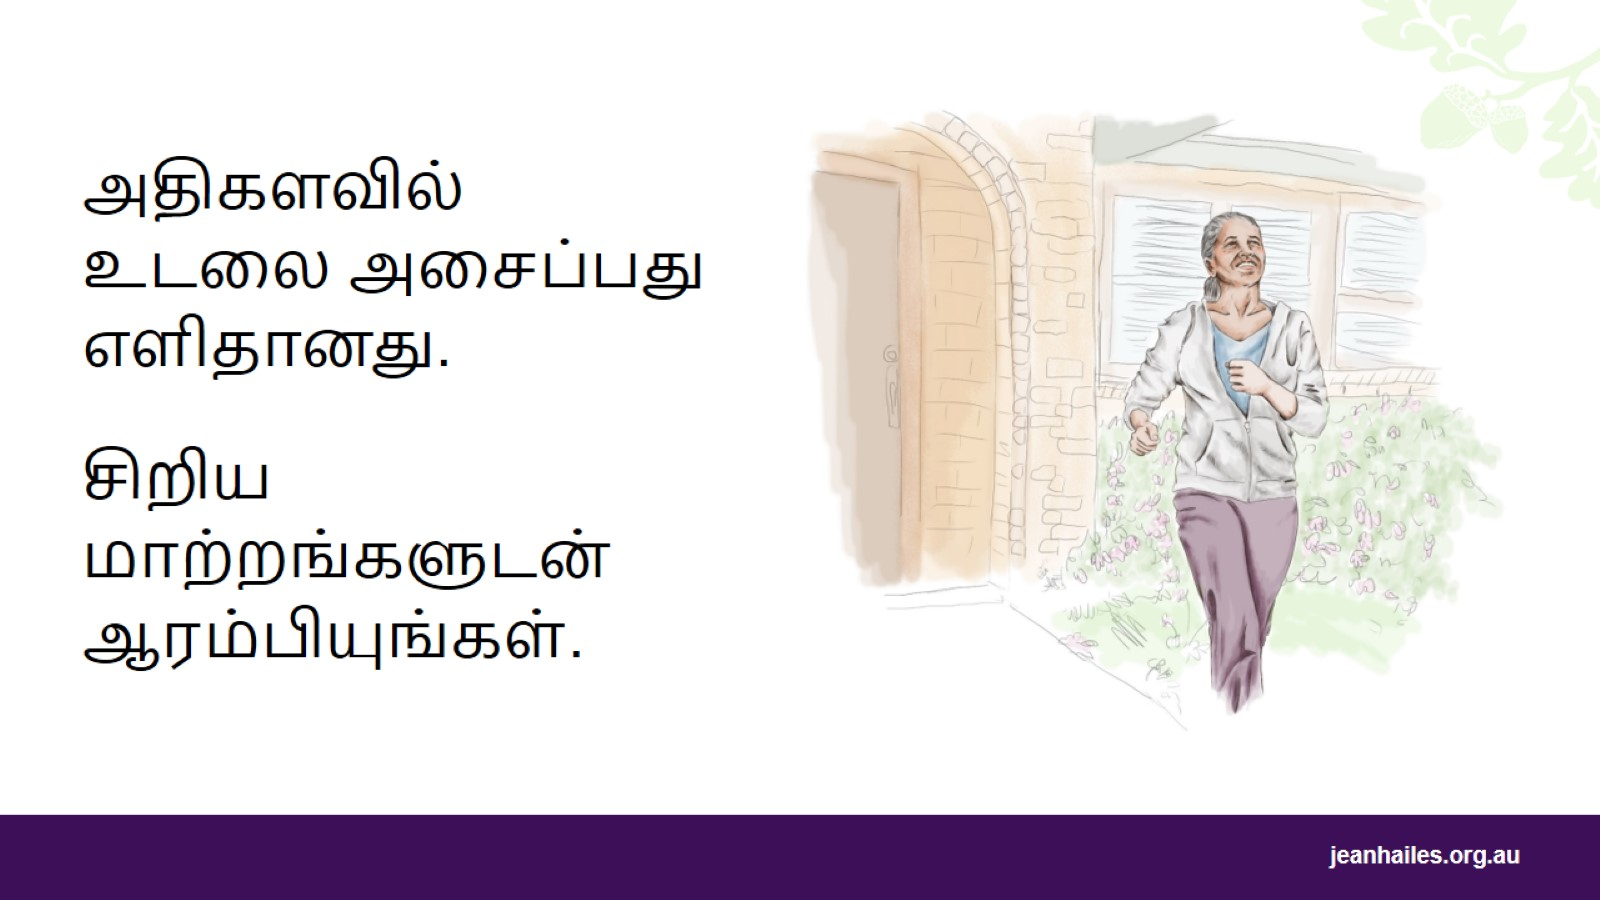 அதிகளவில்
உடலை அசைப்பது
எளிதானது.
சிறிய
மாற்றங்களுடன்
ஆரம்பியுங்கள்.
jeanhailes.org.au